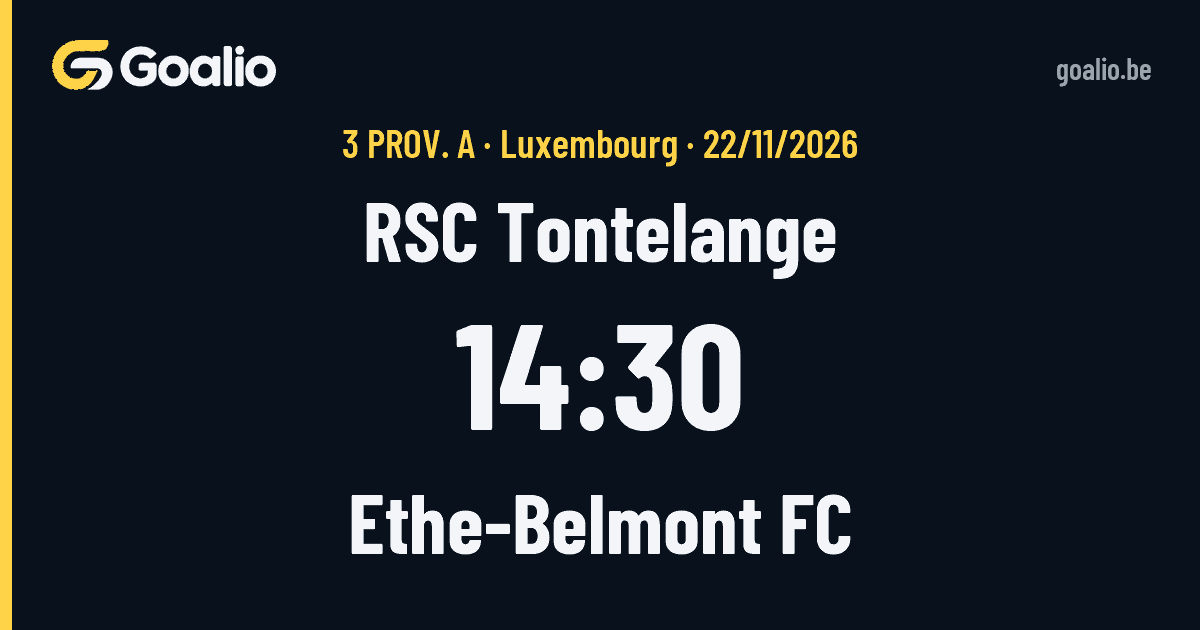 Goalio
goalio.be
3 PROV. A · Luxembourg · 22/11/2026
RSC Tontelange
14:30
Ethe-Belmont FC